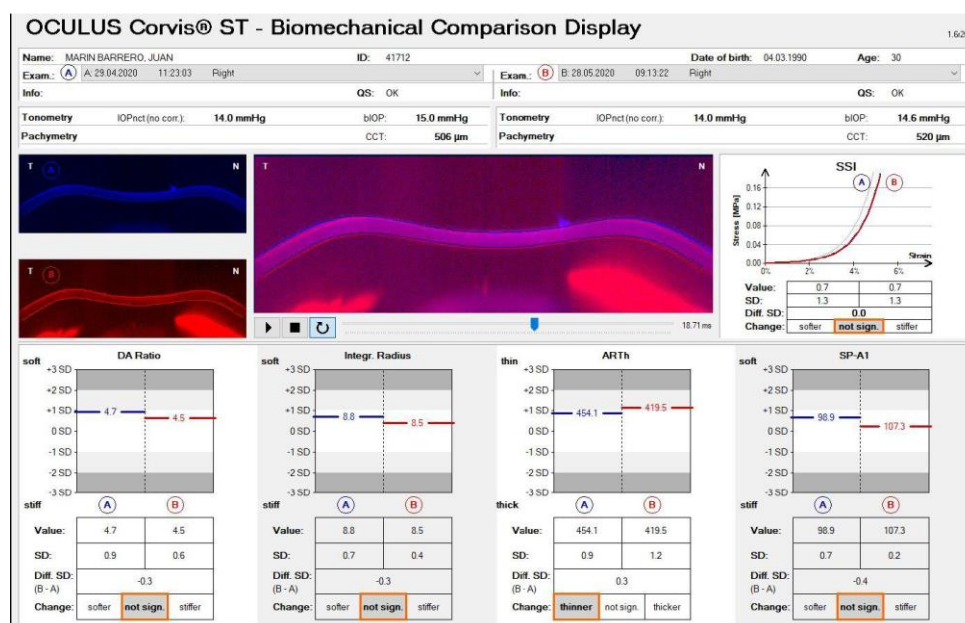 OCULUS Corvis® ST - Biomechanical Comparison Display
Name: MARIN BARRERO, JUAN ID: 41712 Date of birth: 04.03.1990 Age: 30
Exam.: A A: 29.04.2020 11:23:03 Right Exam.: B B: 28.05.2020 09:13:22 Right
Info: QS: OK Info: QS: OK
Tonometry IOPnct (no corr.): 14.0 mmHg bIOP: 15.0 mmHg Tonometry IOPnct (no corr.): 14.0 mmHg bIOP: 14.6 mmHg
Pachymetry CCT: 506 µm Pachymetry CCT: 520 µm
T A N
T N
T B N
18.71 ms
SSI
A B
Stress [MPa]
0.16
0.12
0.08
0.04
0.00
Strain
0% 2% 4% 6%
Value: 0.7 0.7
SD: 1.3 1.3
Diff. SD: 0.0
Change: softer not sign. stiffer
DA Ratio
soft
+3 SD
+2 SD
+1 SD
0 SD
-1 SD
-2 SD
-3 SD
4.7 4.5
stiff A B
Value: 4.7 4.5
SD: 0.9 0.6
Diff. SD: -0.3
(B - A)
Change: softer not sign. stiffer
Integr. Radius
soft
+3 SD
+2 SD
+1 SD
0 SD
-1 SD
-2 SD
-3 SD
8.8 8.5
stiff A B
Value: 8.8 8.5
SD: 0.7 0.4
Diff. SD: -0.3
(B - A)
Change: softer not sign. stiffer
ARTh
thin
+3 SD
+2 SD
+1 SD
0 SD
-1 SD
-2 SD
-3 SD
454.1 419.5
thick A B
Value: 454.1 419.5
SD: 0.9 1.2
Diff. SD: 0.3
(B - A)
Change: thinner not sign. thicker
SP-A1
soft
+3 SD
+2 SD
+1 SD
0 SD
-1 SD
-2 SD
-3 SD
98.9 107.3
stiff A B
Value: 98.9 107.3
SD: 0.7 0.2
Diff. SD: -0.4
(B - A)
Change: softer not sign. stiffer